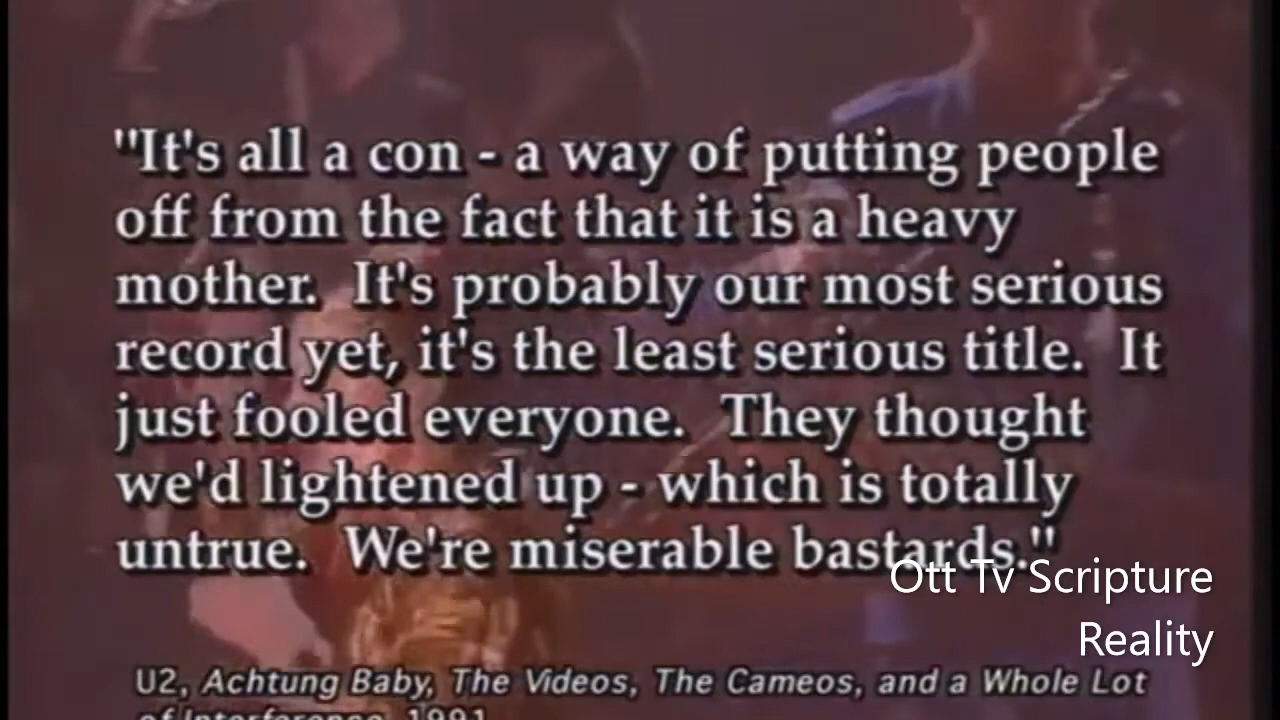 "It's all a con - a way of putting people
off from the fact that it is a heavy
mother.  It's probably our most serious
record yet, it's the least serious title.  It
just fooled everyone.  They thought
we'd lightened up - which is totally
untrue.  We're miserable bastards."
Ott Tv Scripture
Reality
U2, Achtung Baby, The Videos, The Cameos, and a Whole Lot
of Interference, 1991